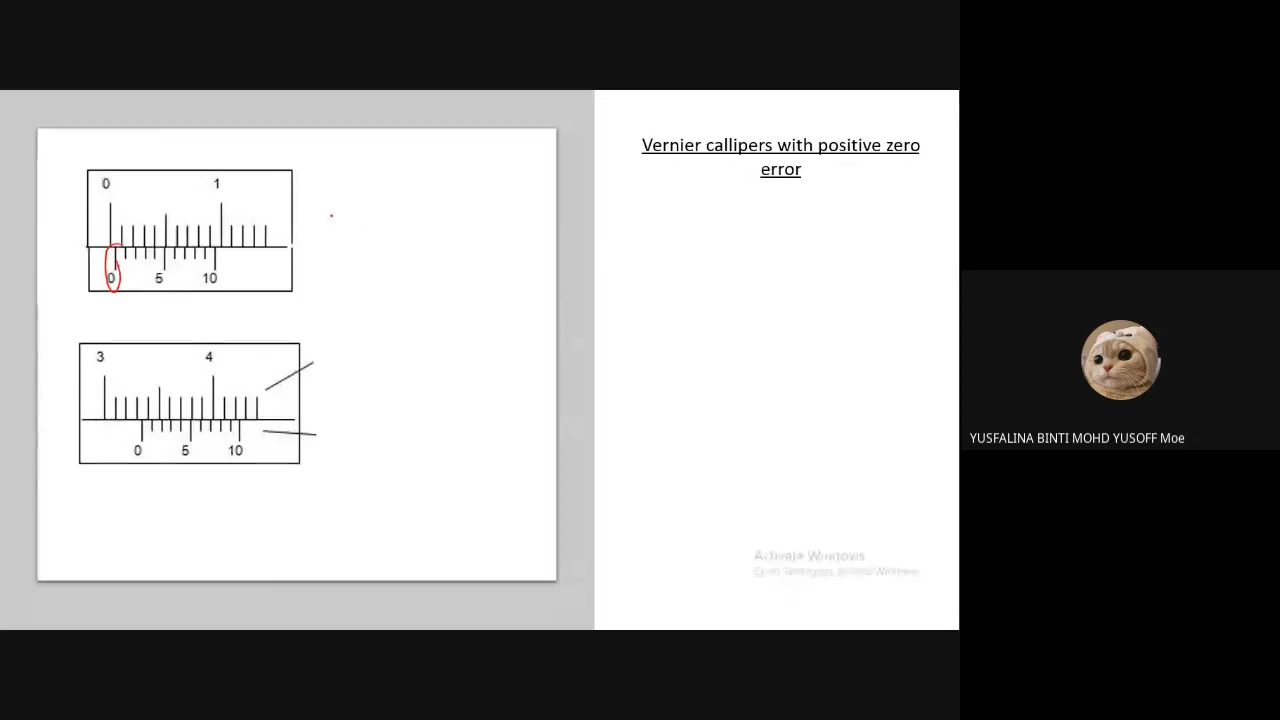 Vernier callipers with positive zero
error
0 1
0 5 10
3 4
0 5 10
YUSFALINA BINTI MOHD YUSOFF Moe
Activate Windows